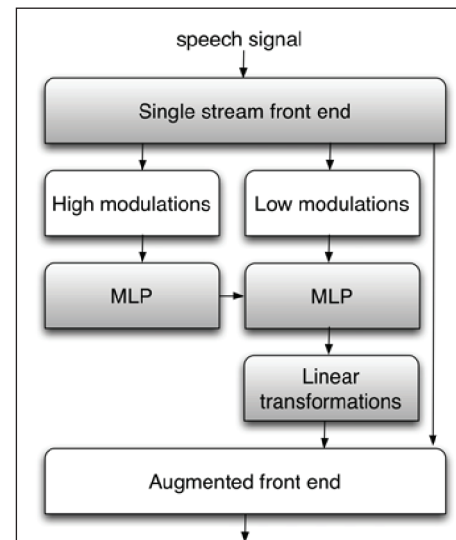 speech signal
Single stream front end
High modulations
Low modulations
MLP
MLP
Linear
transformations
Augmented front end